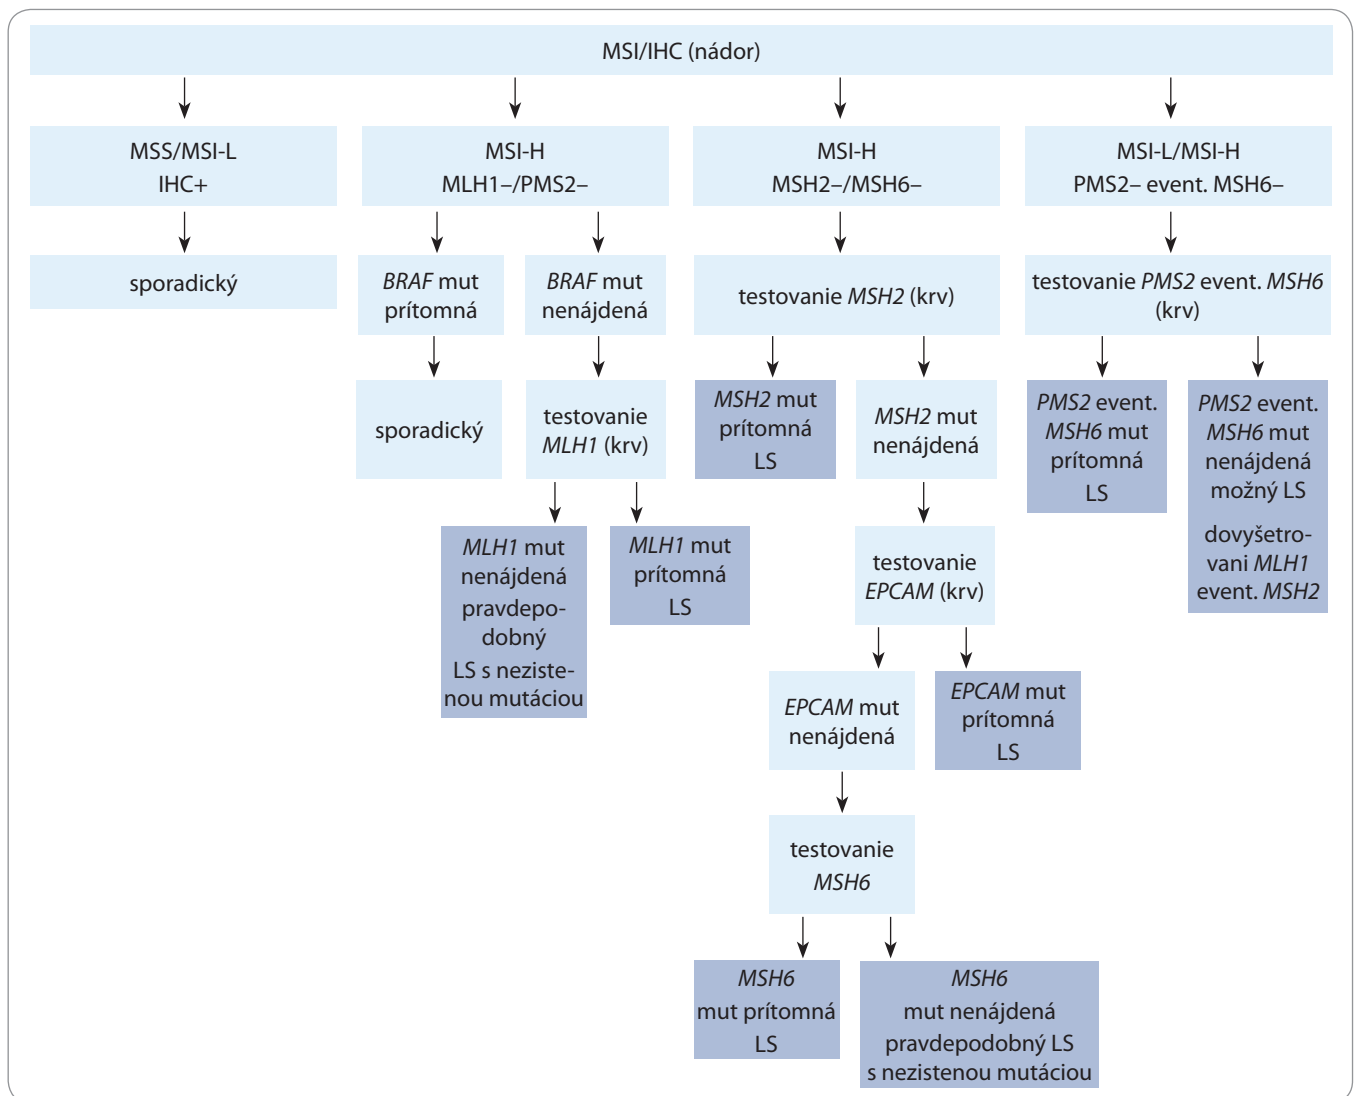 MSI/IHC (nádor)
MSS/MSI-L
IHC+
MSI-H
MLH1–/PMS2–
MSI-H
MSH2–/MSH6–
MSI-L/MSI-H
PMS2– event. MSH6–
sporadický
BRAF mut
prítomná
BRAF mut
nenájdená
testovanie MSH2 (krv)
testovanie PMS2 event. MSH6
(krv)
sporadický
testovanie
MLH1 (krv)
MSH2 mut
prítomná
LS
MSH2 mut
nenájdená
PMS2 event.
MSH6 mut
prítomná
LS
PMS2 event.
MSH6 mut
nenájdená
možný LS
dovyšetro-
vani MLH1
event. MSH2
MLH1 mut
nenájdená
pravdepo-
dobný
LS s neziste-
nou mutáciou
MLH1 mut
prítomná
LS
testovanie
EPCAM (krv)
EPCAM mut
nenájdená
EPCAM mut
prítomná
LS
testovanie
MSH6
MSH6
mut prítomná
LS
MSH6
mut nenájdená
pravdepodobný LS
s nezistenou mutáciou